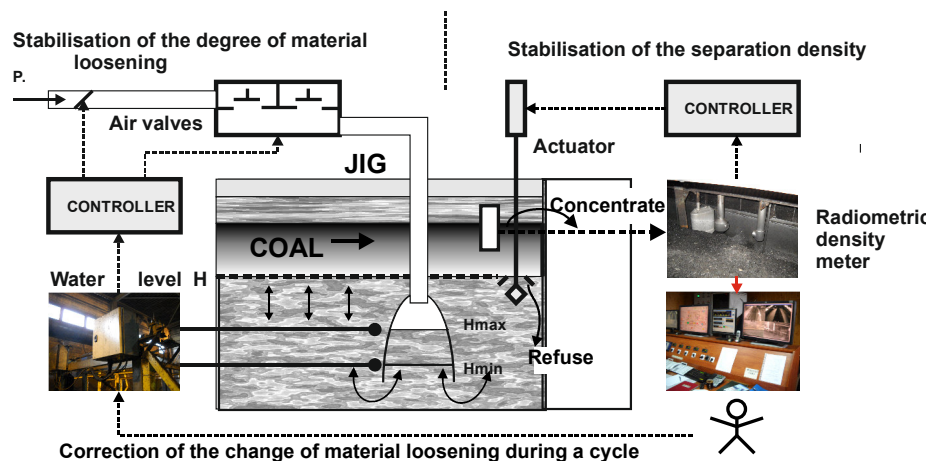 Stabilisation of the degree of material
loosening
P.
Air valves
CONTROLLER
Water level H
JIG
COAL
Hmax
Hmin
Stabilisation of the separation density
CONTROLLER
Actuator
Concentrate
Radiometric
density
meter
Refuse
Correction of the change of material loosening during a cycle